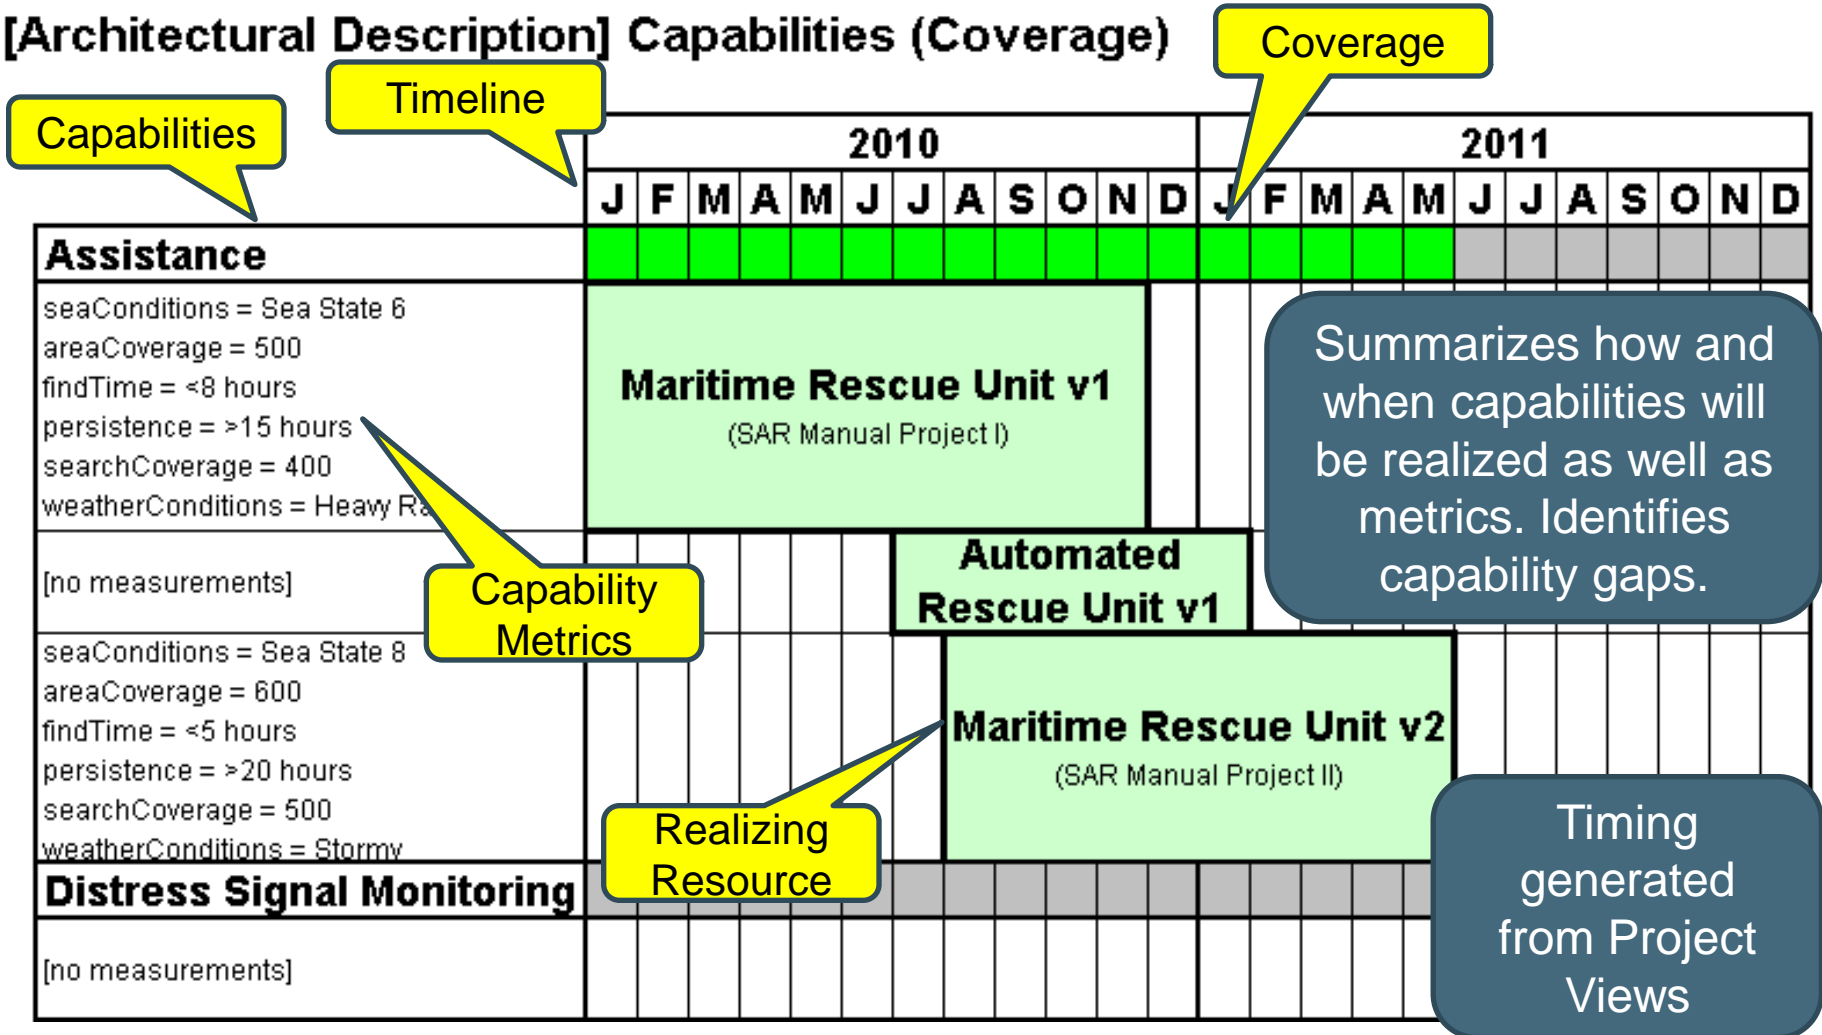 [Architectural Description] Capabilities (Coverage)
Coverage
Timeline
Capabilities
2010
2011
J F M A M J J A S O N D J F M A M J J A S O N D
Assistance
seaConditions = Sea State 6
areaCoverage = 500
findTime = <8 hours
persistence = >15 hours
searchCoverage = 400
weatherConditions = Heavy
Maritime Rescue Unit v1
(SAR Manual Project I)
Summarizes how and
when capabilities will
be realized as well as
metrics. Identifies
capability gaps.
[no measurements]
Capability
Metrics
Automated
Rescue Unit v1
seaConditions = Sea State 8
areaCoverage = 600
findTime = <5 hours
persistence = >20 hours
searchCoverage = 500
weatherConditions = Stormy
Maritime Rescue Unit v2
(SAR Manual Project II)
Realizing
Resource
Timing
generated
from Project
Views
Distress Signal Monitoring
[no measurements]